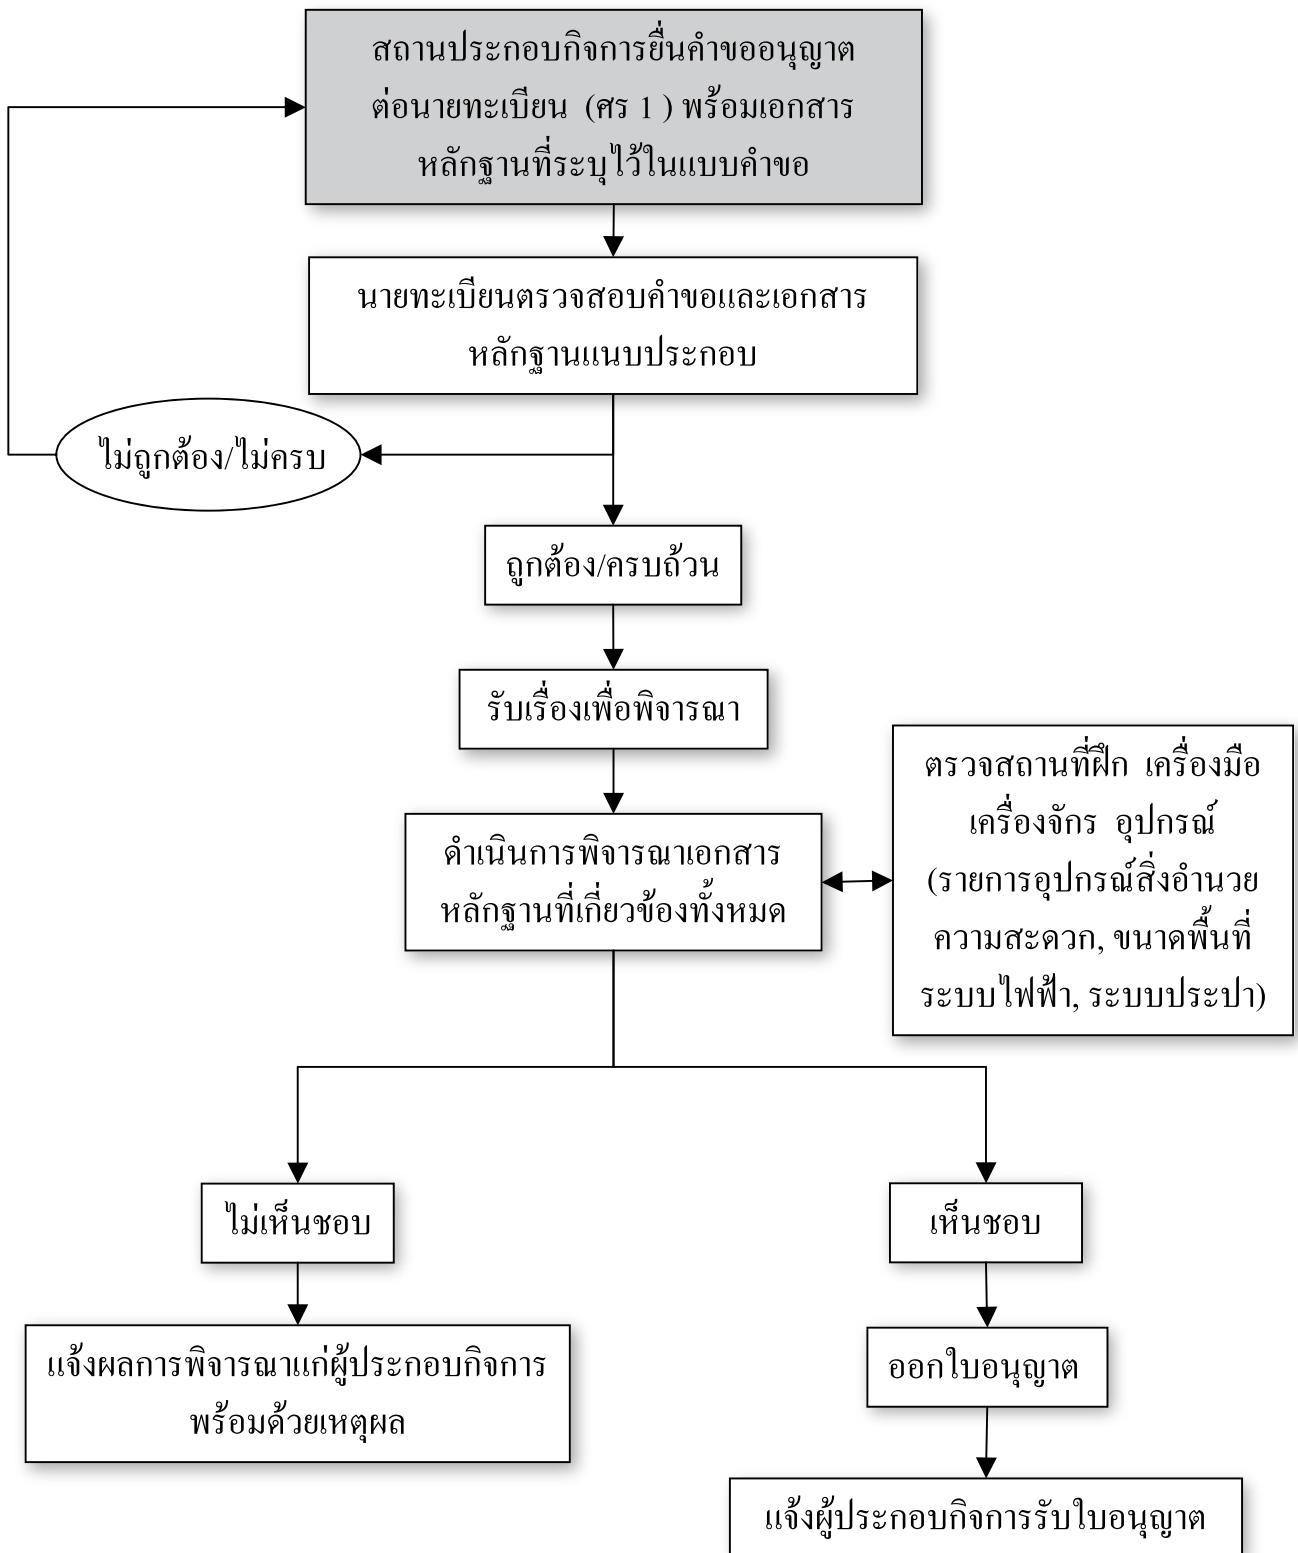 สถานประกอบกิจการยื่นคำขออนุญาต
ต่อนายทะเบียน (ศร 1 ) พร้อมเอกสาร
หลักฐานที่ระบุไว้ในแบบคำขอ
นายทะเบียนตรวจสอบคำขอและเอกสาร
หลักฐานแนบประกอบ
ไม่ถูกต้อง/ไม่ครบ
ถูกต้อง/ครบถ้วน
รับเรื่องเพื่อพิจารณา
ดำเนินการพิจารณาเอกสาร
หลักฐานที่เกี่ยวข้องทั้งหมด
ตรวจสถานที่ฝึก เครื่องมือ
เครื่องจักร อุปกรณ์
(รายการอุปกรณ์สิ่งอำนวย
ความสะดวก, ขนาดพื้นที่
ระบบไฟฟ้า, ระบบประปา)
ไม่เห็นชอบ
แจ้งผลการพิจารณาแก่ผู้ประกอบกิจการ
พร้อมด้วยเหตุผล
เห็นชอบ
ออกใบอนุญาต
แจ้งผู้ประกอบกิจการรับใบอนุญาต